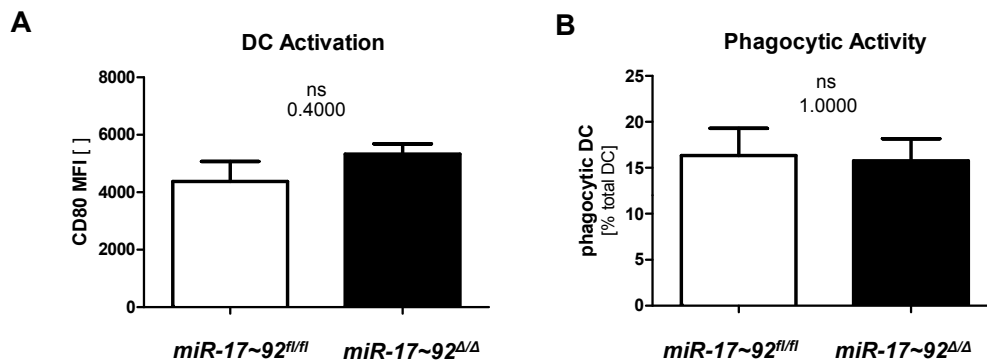 A
DC Activation
CD80 MFI [ ]
8000
6000
4000
2000
0
ns
0.4000
miR-17~92fl/fl
miR-17~92Δ/Δ
B
Phagocytic Activity
phagocytic DC
[% total DC]
25
20
15
10
5
0
ns
1.0000
miR-17~92fl/fl
miR-17~92Δ/Δ